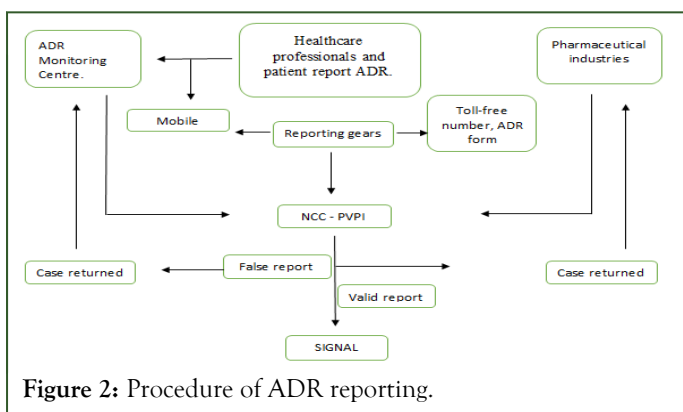 ADR
Monitoring
Centre.
Healthcare
professionals and
patient report ADR.
Pharmaceutical
industries
Mobile
Reporting gears
Toll-free
number, ADR
form
NCC - PVPI
Case returned
False report
Case returned
Valid report
SIGNAL
Figure 2: Procedure of ADR reporting.